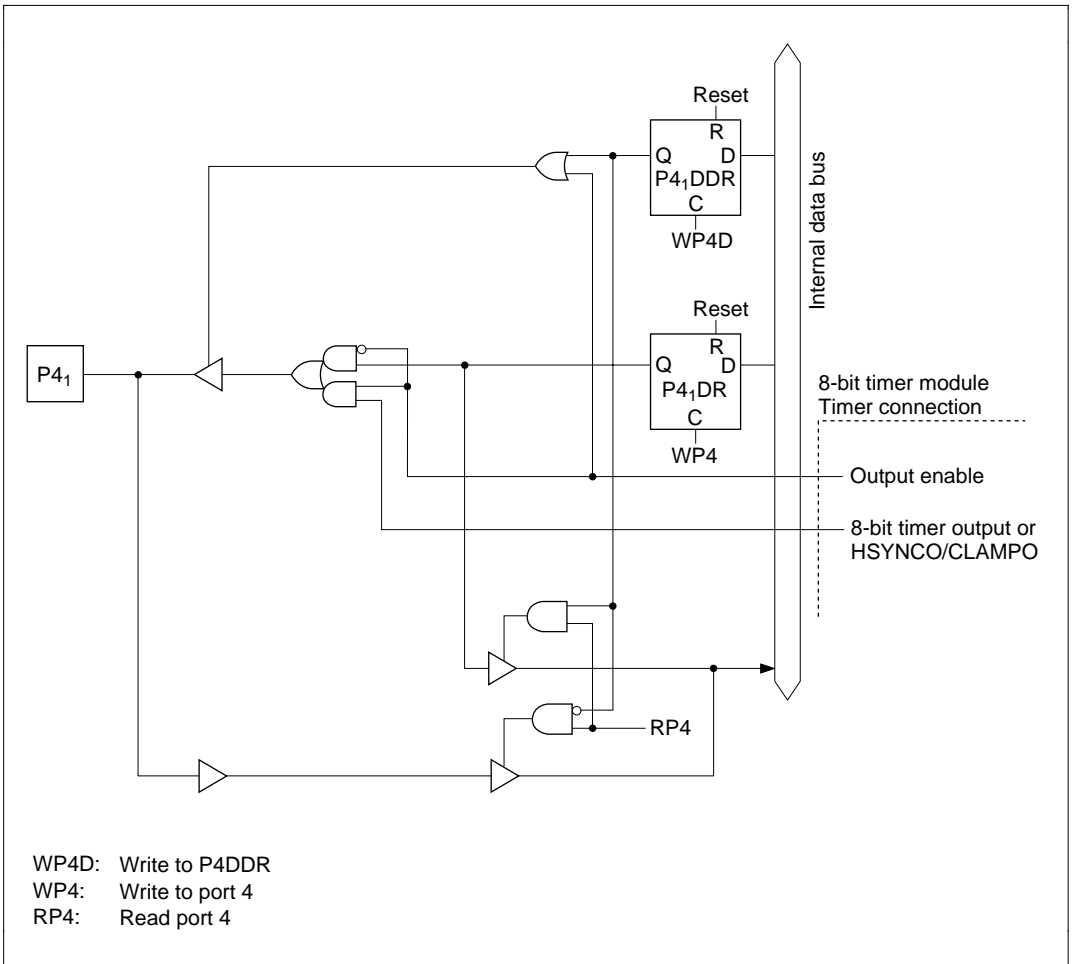 Reset
R
Q D
P4₁DDR
C
WP4D
Internal data bus
Reset
R
Q D
P4₁DR
C
WP4
P4₁
8-bit timer module
Timer connection
Output enable
8-bit timer output or
HSYNCO/CLAMPO
RP4
WP4D: Write to P4DDR
WP4: Write to port 4
RP4: Read port 4